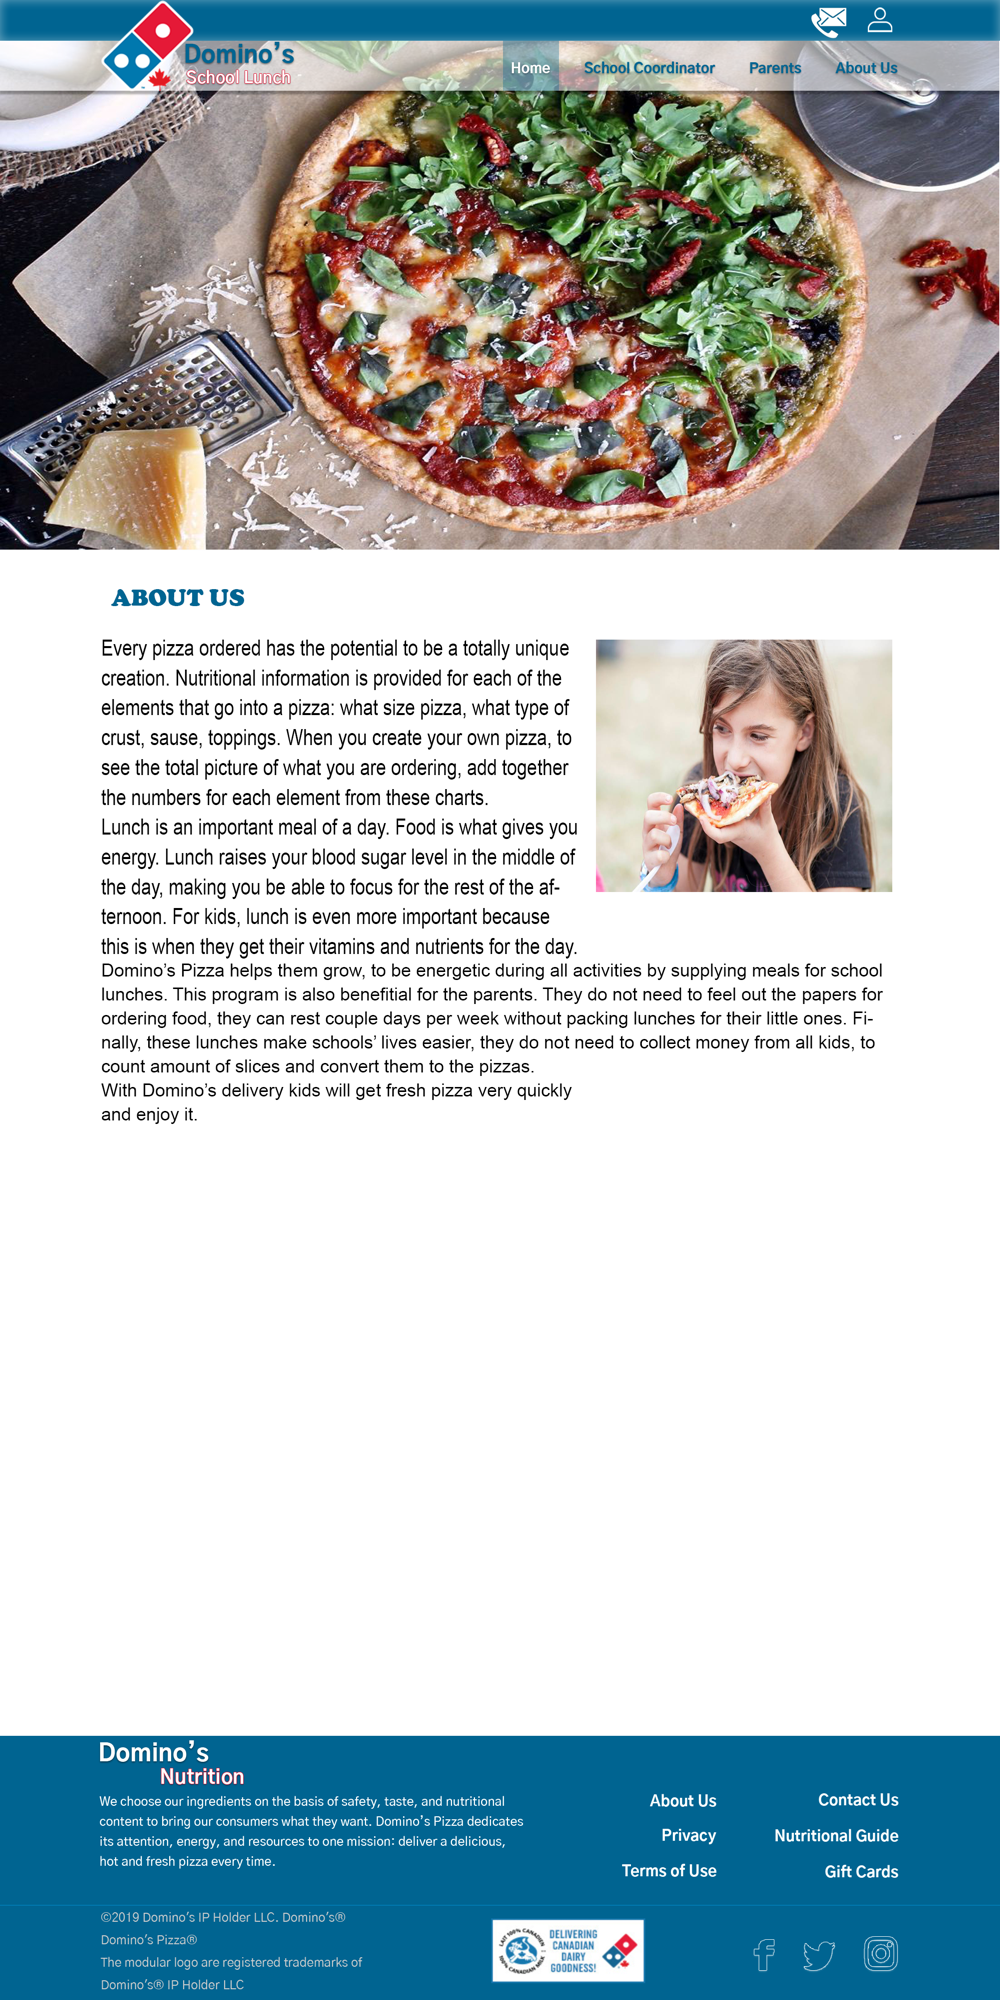 Domino’s
School Lunch
Home
School Coordinator
Parents
About Us
ABOUT US
Every pizza ordered has the potential to be a totally unique
creation. Nutritional information is provided for each of the
elements that go into a pizza: what size pizza, what type of
crust, sause, toppings. When you create your own pizza, to
see the total picture of what you are ordering, add together
the numbers for each element from these charts.
Lunch is an important meal of a day. Food is what gives you
energy. Lunch raises your blood sugar level in the middle of
the day, making you be able to focus for the rest of the af-
ternoon. For kids, lunch is even more important because
this is when they get their vitamins and nutrients for the day.
Domino’s Pizza helps them grow, to be energetic during all activities by supplying meals for school
lunches. This program is also benefitial for the parents. They do not need to feel out the papers for
ordering food, they can rest couple days per week without packing lunches for their little ones. Fi-
nally, these lunches make schools’ lives easier, they do not need to collect money from all kids, to
count amount of slices and convert them to the pizzas.
With Domino’s delivery kids will get fresh pizza very quickly
and enjoy it.
Domino’s
Nutrition
We choose our ingredients on the basis of safety, taste, and nutritional
content to bring our consumers what they want. Domino’s Pizza dedicates
its attention, energy, and resources to one mission: deliver a delicious,
hot and fresh pizza every time.
About Us
Privacy
Terms of Use
Contact Us
Nutritional Guide
Gift Cards
©2019 Domino's IP Holder LLC. Domino's®
Domino's Pizza®
The modular logo are registered trademarks of
Domino's® IP Holder LLC
LAIT 100% CANADIEN
100% CANADIAN MILK
DELIVERING
CANADIAN
DAIRY
GOODNESS!